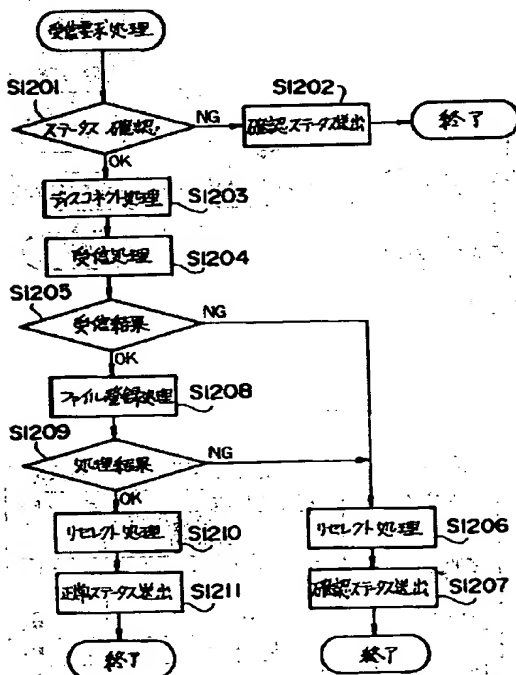 受信要求処理
S1201
ステータス確認
NG
S1202
確認ステータス送出
終了
OK
ディスコネクト処理
S1203
受信処理
S1204
S1205
受信結果
NG
OK
ファイル登録処理
S1208
S1209
処理結果
NG
OK
リセレクト処理
S1210
リセレクト処理
S1206
正常ステータス送出
S1211
確認ステータス送出
S1207
終了
終了